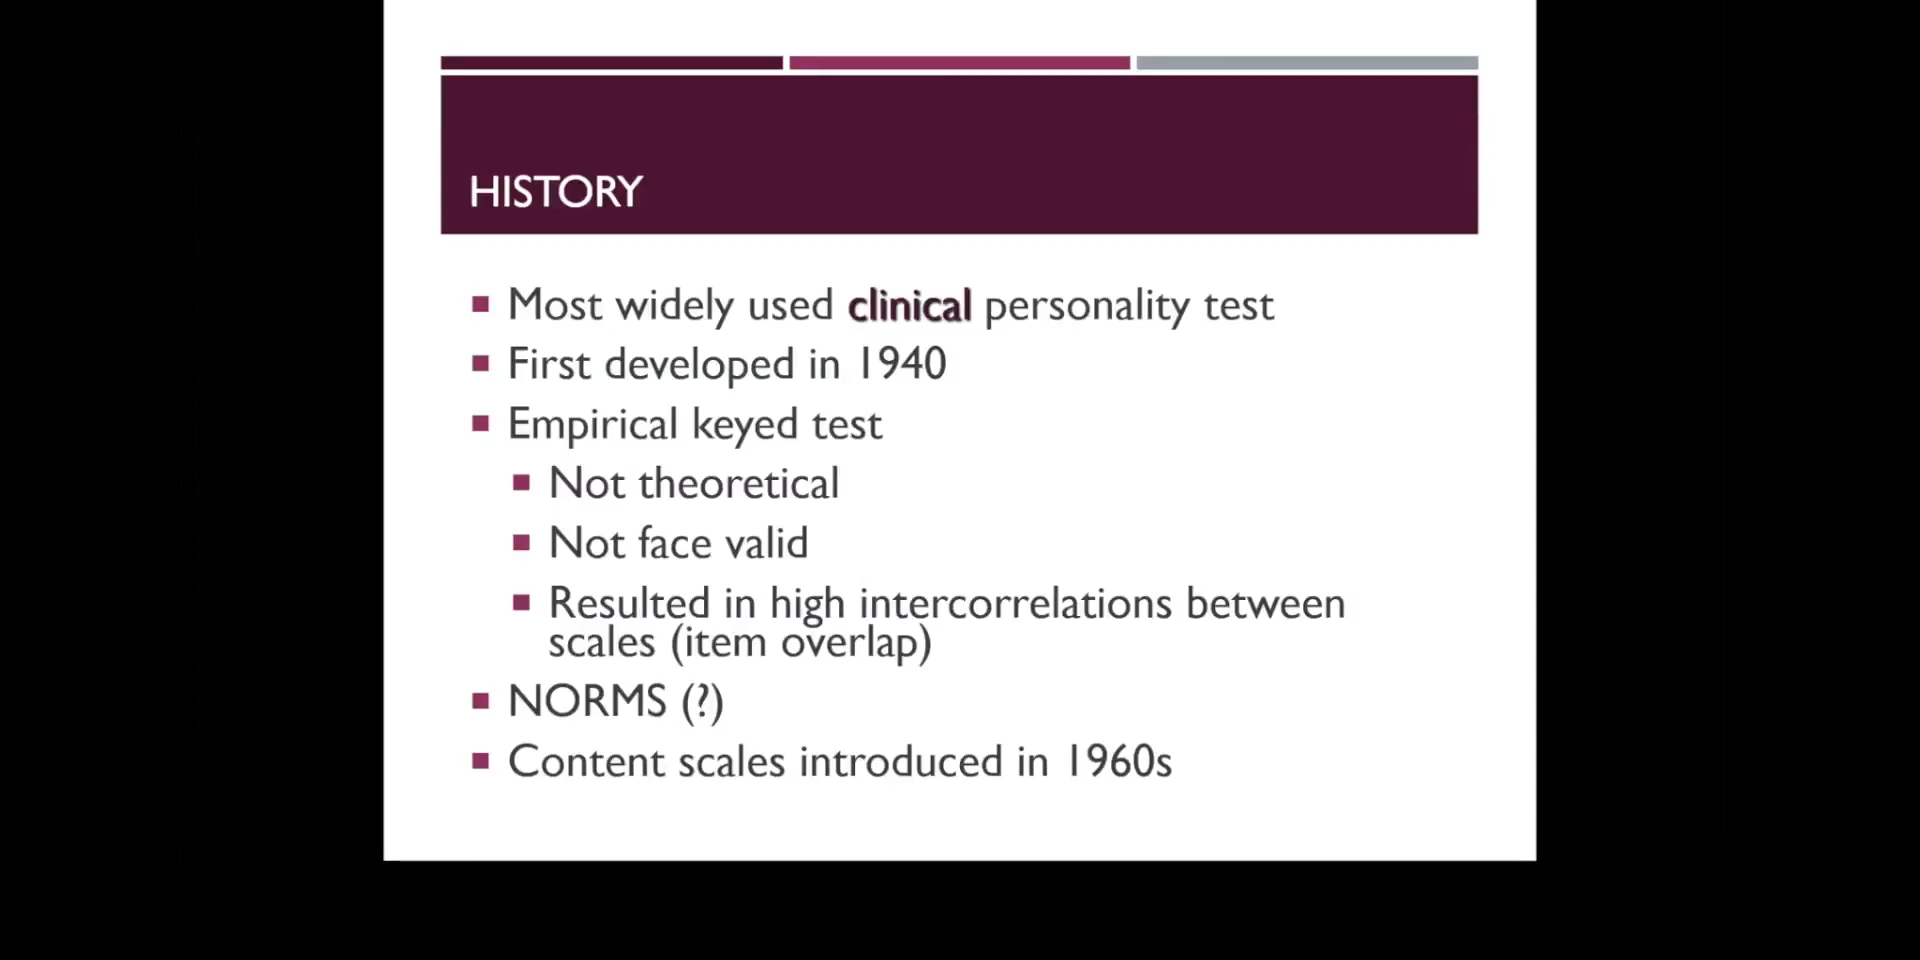 HISTORY
Most widely used clinical personality test
First developed in 1940
Empirical keyed test
Not theoretical
Not face valid
Resulted in high intercorrelations between
scales (item overlap)
NORMS (?)
Content scales introduced in 1960s